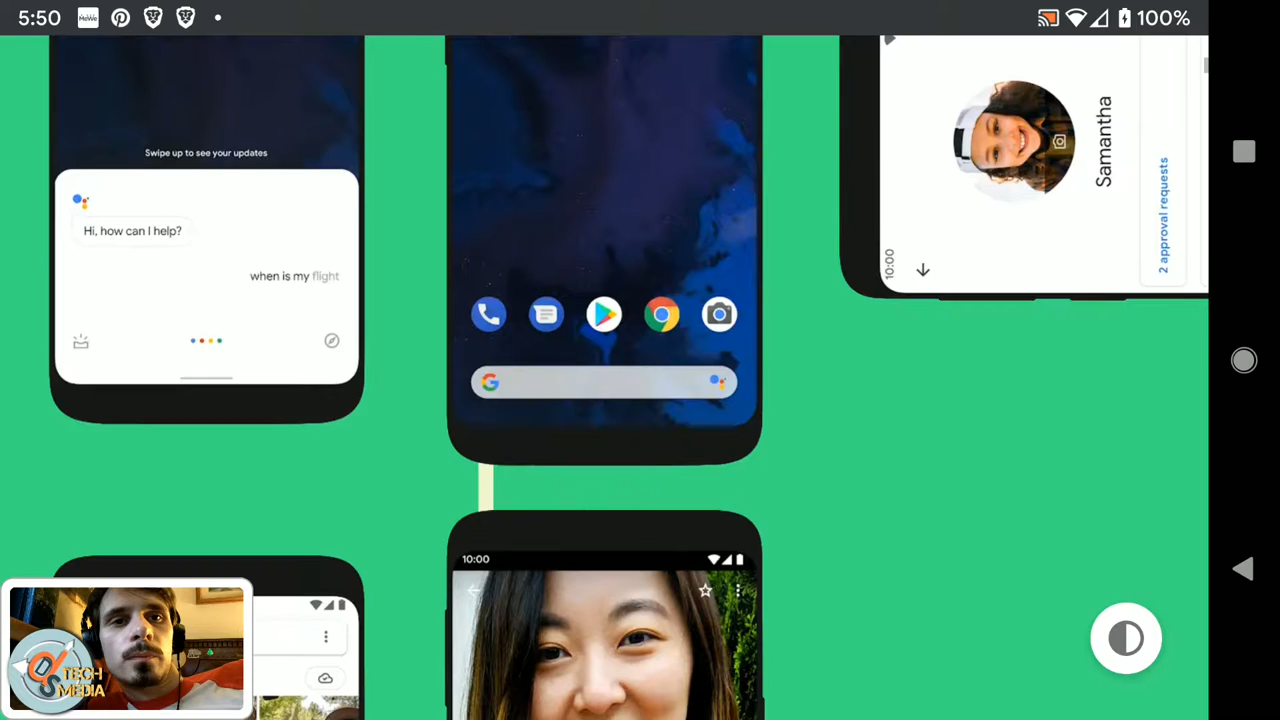 5:50
MeWe
100%
Swipe up to see your updates
Hi, how can I help?
when is my flight
G
10:00
Samantha
2 approval requests
10:00
TECH
MEDIA